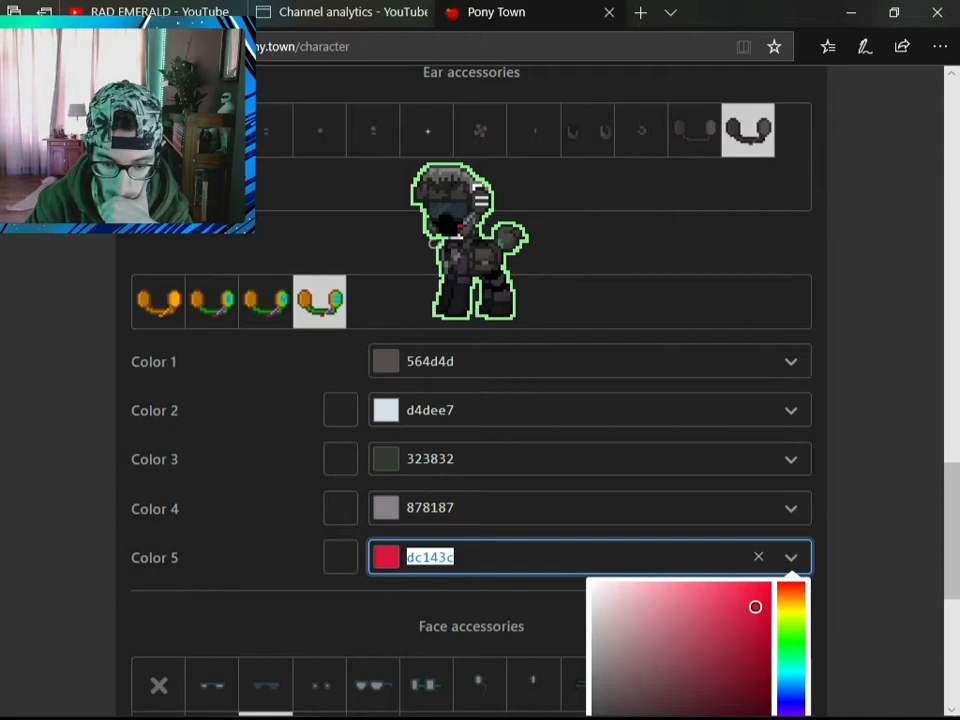 RAD EMERALD - YouTube
Channel analytics - YouTube
Pony Town
ny.town/character
Ear accessories
Color 1
564d4d
Color 2
d4dee7
Color 3
323832
Color 4
878187
Color 5
dc143c
Face accessories